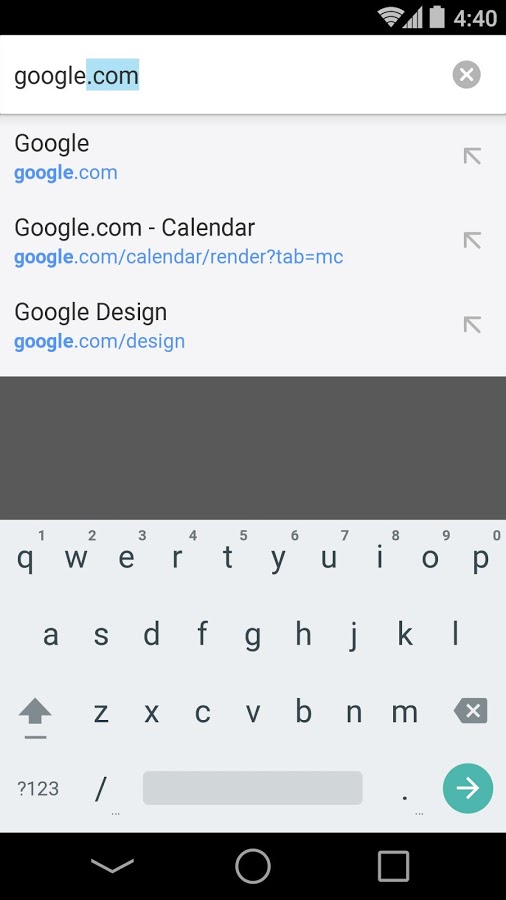 4:40
google.com
Google
google.com
Google.com - Calendar
google.com/calendar/render?tab=mc
Google Design
google.com/design
1 2 3 4 5 6 7 8 9 0
q w e r t y u i o p
a s d f g h j k l
z x c v b n m
?123 / ... . ...